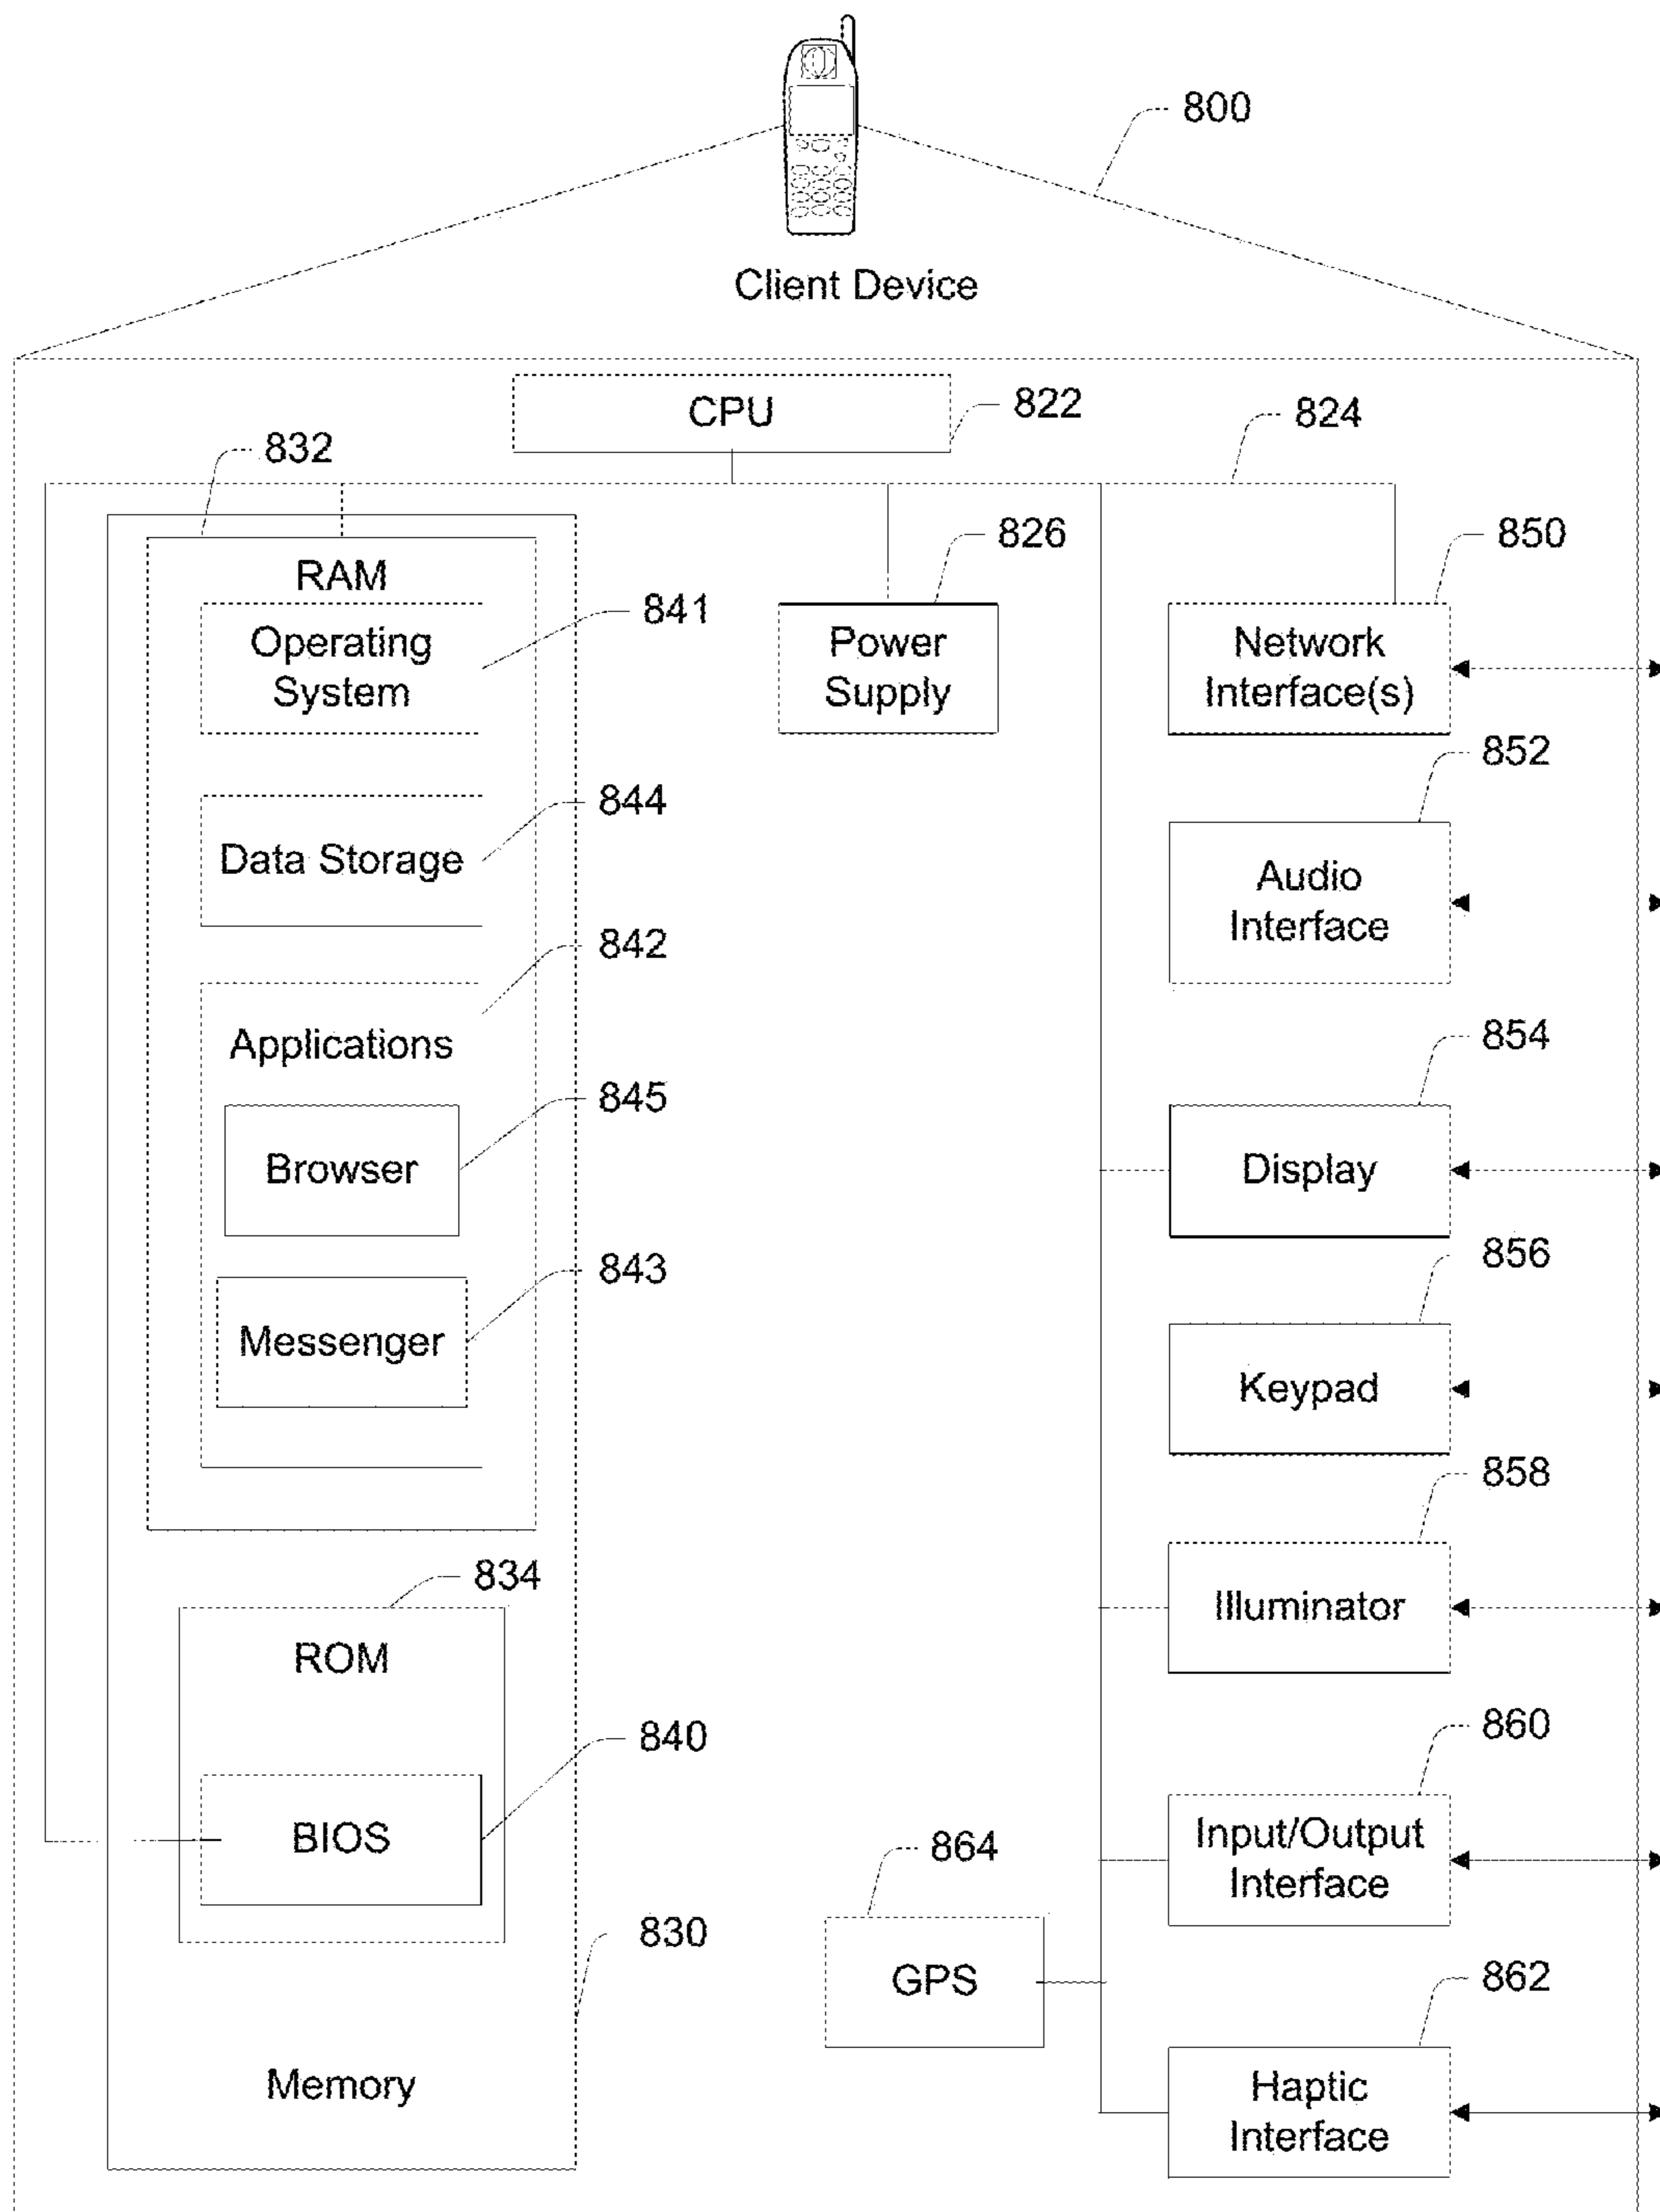 800
Client Device
CPU
822
824
832
RAM
826
850
Operating
System
841
Power
Supply
Network
Interface(s)
852
844
Data Storage
Audio
Interface
842
Applications
854
845
Browser
Display
856
843
Messenger
Keypad
858
834
ROM
Illuminator
840
BIOS
860
Input/Output
Interface
864
GPS
830
862
Memory
Haptic
Interface